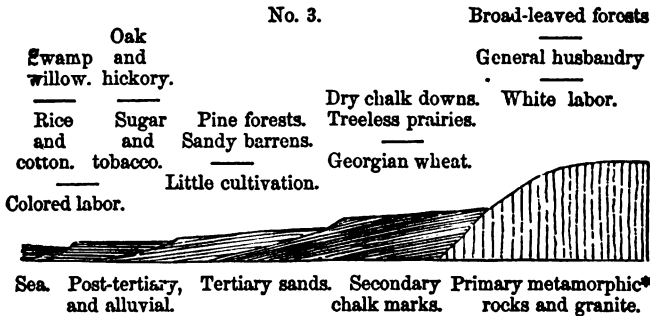 No. 3.
Broad-leaved forests
General husbandry
White labor.
Oak
and
hickory.
Swamp
willow.
Rice
and
cotton.
Sugar
and
tobacco.
Colored labor.
Pine forests.
Sandy barrens.
Little cultivation.
Dry chalk downs.
Treeless prairies.
Georgian wheat.
Sea.
Post-tertiary,
and alluvial.
Tertiary sands.
Secondary
chalk marks.
Primary metamorphic*
rocks and granite.